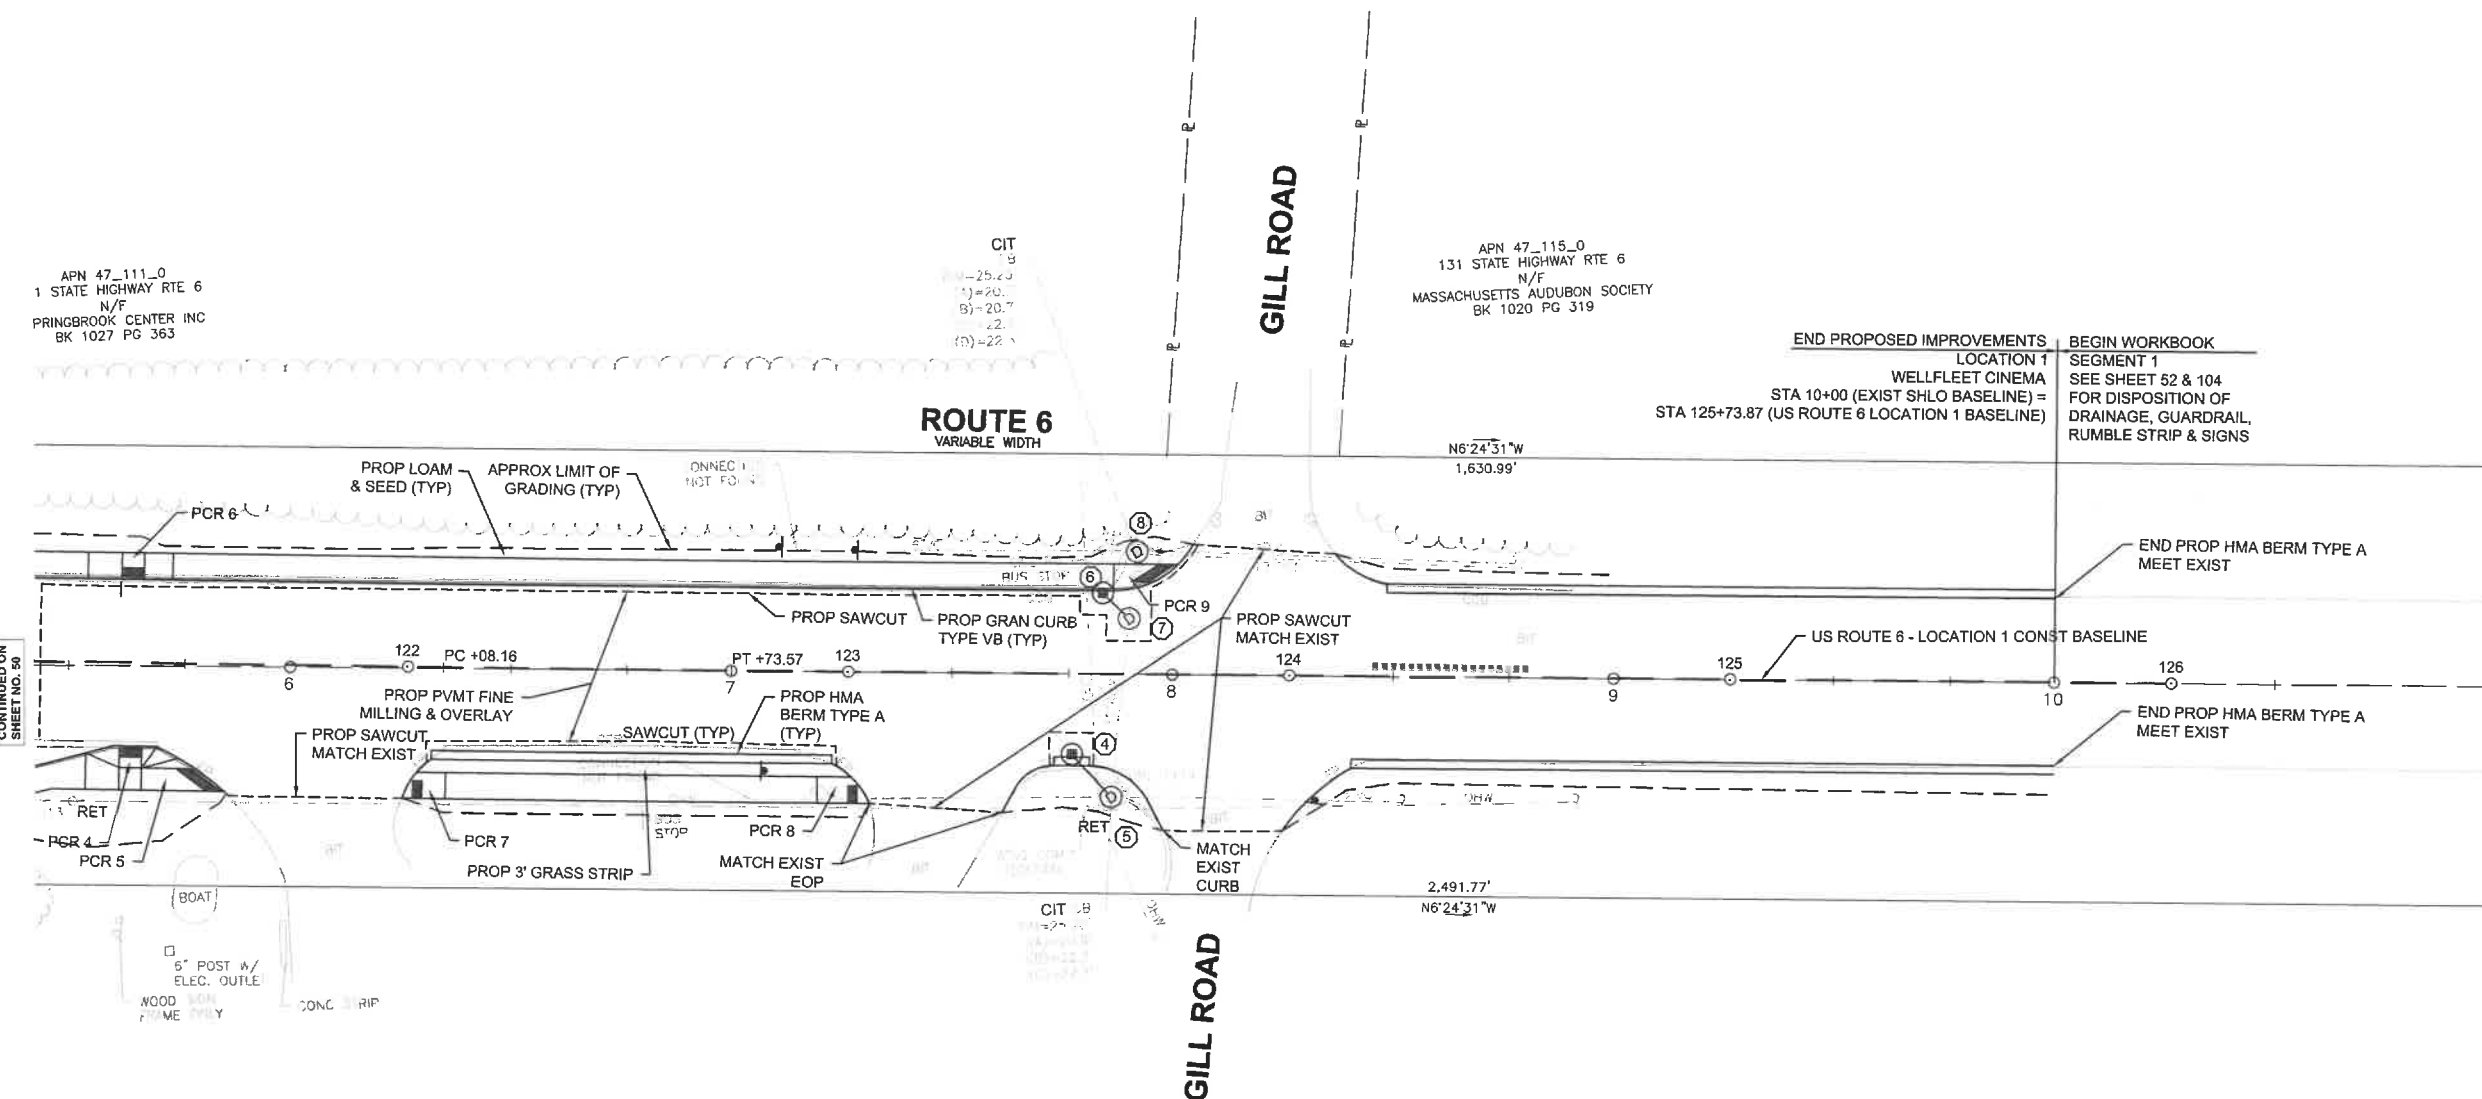 GILL ROAD
APN 47_111_0
1 STATE HIGHWAY RTE 6
N/F
PRINGBROOK CENTER INC
BK 1027 PG 363
CIT
APN 47_115_0
131 STATE HIGHWAY RTE 6
N/F
MASSACHUSETTS AUDUBON SOCIETY
BK 1020 PG 319
END PROPOSED IMPROVEMENTS
LOCATION 1
WELLFLEET CINEMA
STA 10+00 (EXIST SHLO BASELINE) =
STA 125+73.87 (US ROUTE 6 LOCATION 1 BASELINE)
BEGIN WORKBOOK
SEGMENT 1
SEE SHEET 52 & 104
FOR DISPOSITION OF
DRAINAGE, GUARDRAIL,
RUMBLE STRIP & SIGNS
ROUTE 6
VARIABLE WIDTH
N6°24'31"W
1,630.99'
PROP LOAM
& SEED (TYP)
APPROX LIMIT OF
GRADING (TYP)
PCR 6
8
BUS STOP
6
PCR 9
7
PROP SAWCUT
PROP GRAN CURB
TYPE VB (TYP)
PROP SAWCUT
MATCH EXIST
END PROP HMA BERM TYPE A
MEET EXIST
US ROUTE 6 - LOCATION 1 CONST BASELINE
CONTINUED ON
SHEET NO. 50
122
PC +08.16
PT +73.57
123
124
125
126
6
7
8
9
10
PROP PVMT FINE
MILLING & OVERLAY
PROP HMA
BERM TYPE A
(TYP)
SAWCUT (TYP)
PROP SAWCUT
MATCH EXIST
END PROP HMA BERM TYPE A
MEET EXIST
4
RET
PCR 4
PCR 5
PCR 7
STOP
PCR 8
PROP 3' GRASS STRIP
MATCH EXIST
EOP
RET
5
MATCH
EXIST
CURB
OHW
BIT
2,491.77'
N6°24'31"W
BOAT
CIT
OHW
6" POST W/
ELEC. OUTLE
WOOD
CONC
GILL ROAD